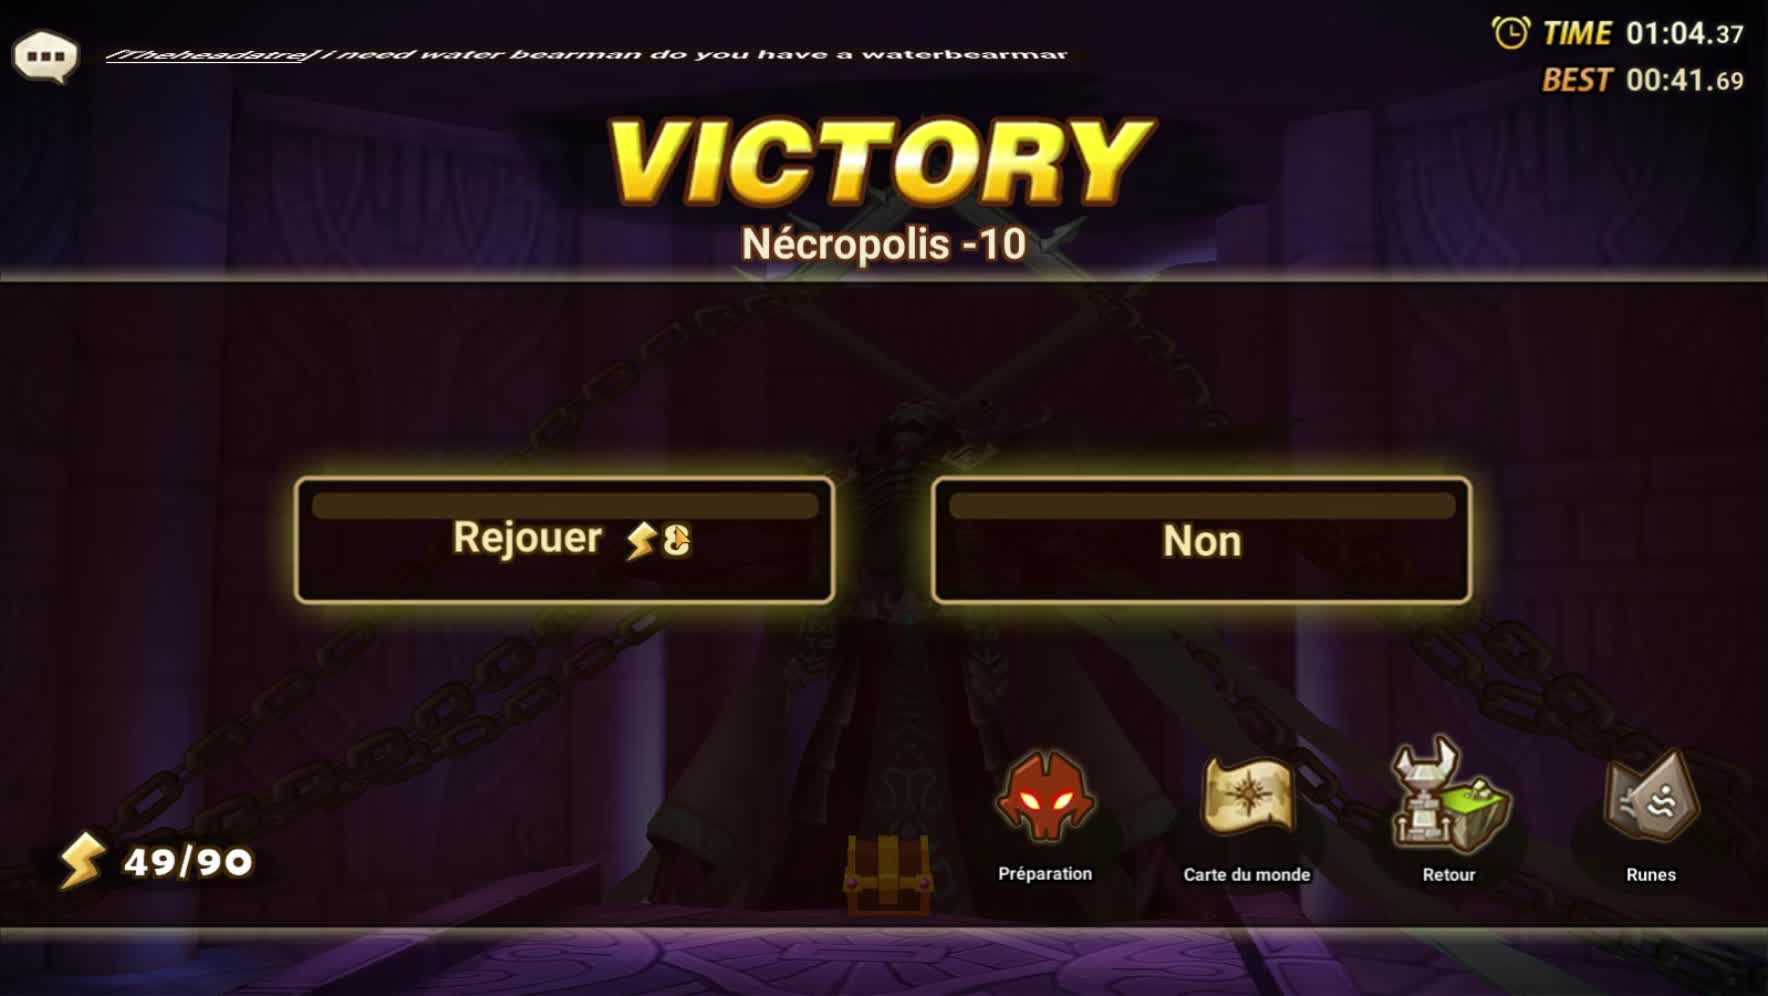 [Theheadatre] i need water bearman do you have a waterbearmar
TIME 01:04.37
BEST 00:41.69
VICTORY
Nécropolis -10
Rejouer 8
Non
49/90
Préparation
Carte du monde
Retour
Runes